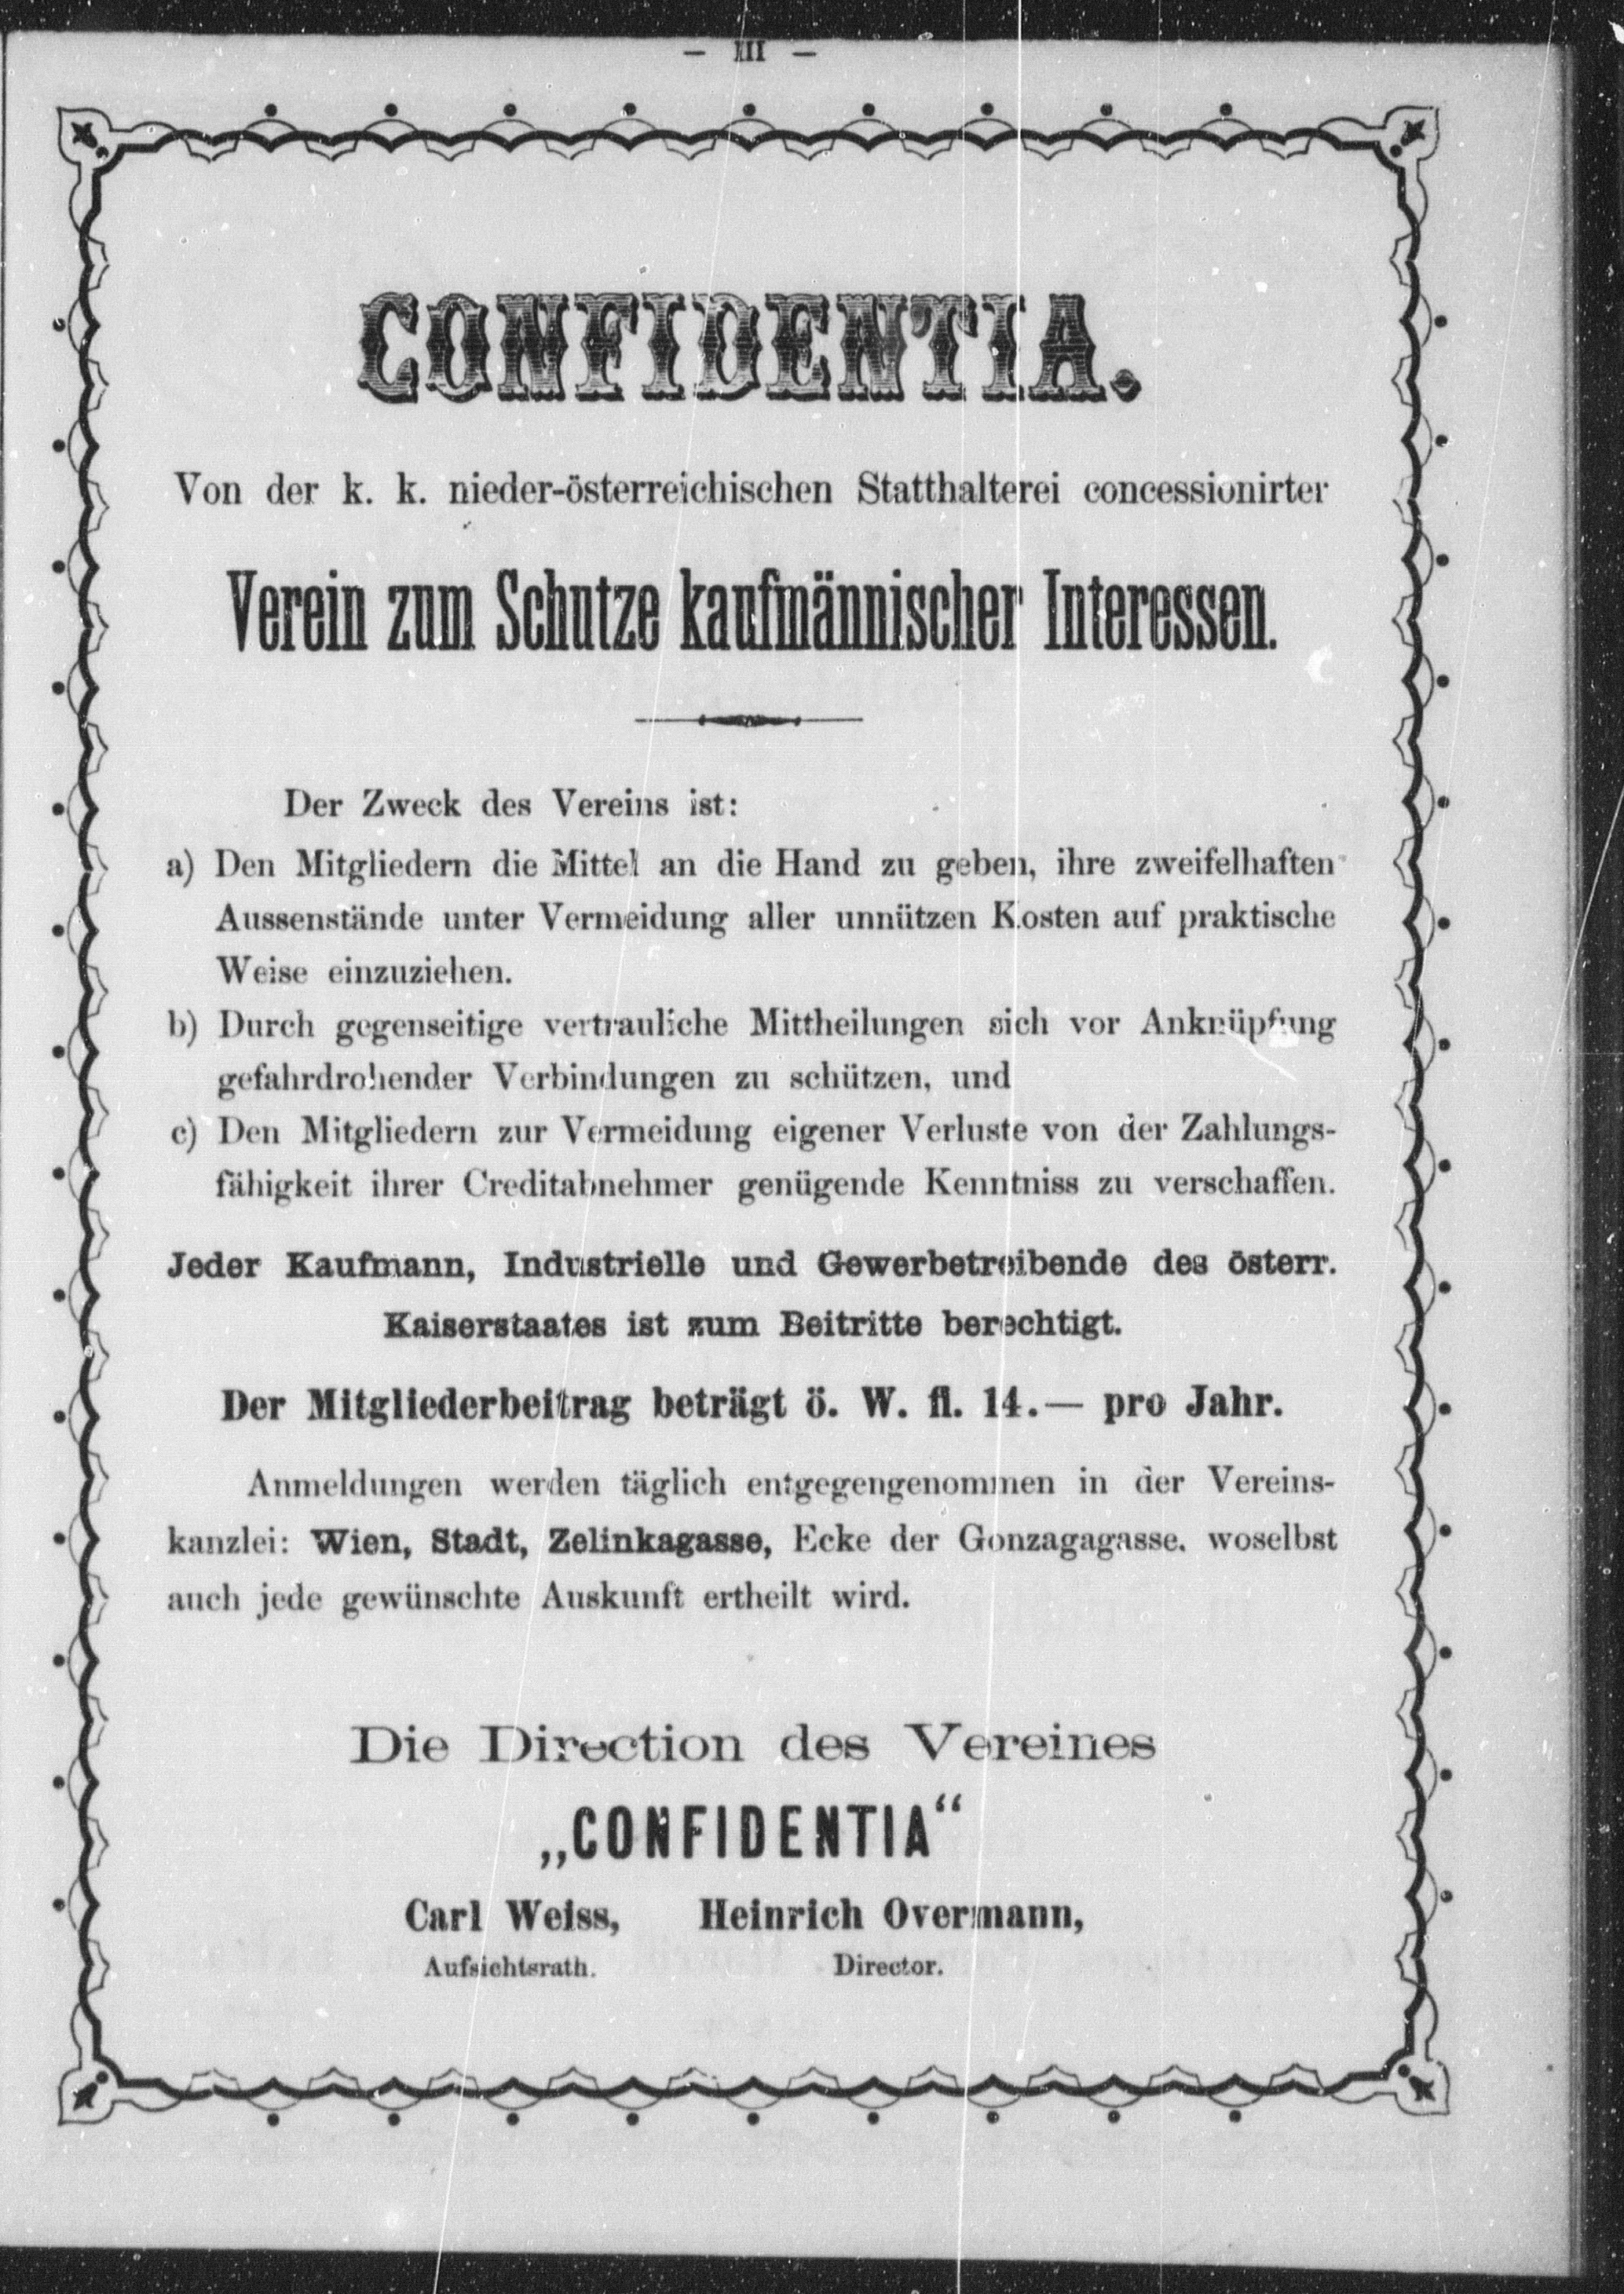 — III —
CONFIDENTIA.
Von der k. k. nieder-österreichischen Statthalterei concessionirter
Verein zum Schutze kaufmännischer Interessen.
Der Zweck des Vereins ist:
a) Den Mitgliedern die Mittel an die Hand zu geben, ihre zweifelhaften
Aussenstände unter Vermeidung aller unnützen Kosten auf praktische
Weise einzuziehen.
b) Durch gegenseitige vertrauliche Mittheilungen sich vor Anknüpfung
gefahrdrohender Verbindungen zu schützen, und
c) Den Mitgliedern zur Vermeidung eigener Verluste von der Zahlungs-
fähigkeit ihrer Creditabnehmer genügende Kenntniss zu verschaffen.
Jeder Kaufmann, Industrielle und Gewerbetreibende des österr.
Kaiserstaates ist zum Beitritte berechtigt.
Der Mitgliederbeitrag beträgt ö. W. fl. 14.— pro Jahr.
Anmeldungen werden täglich entgegengenommen in der Vereins-
kanzlei: Wien, Stadt, Zelinkagasse, Ecke der Gonzagagasse, woselbst
auch jede gewünschte Auskunft ertheilt wird.
Die Direction des Vereines
„CONFIDENTIA“
Carl Weiss, Heinrich Overmann,
Aufsichtsrath. Director.